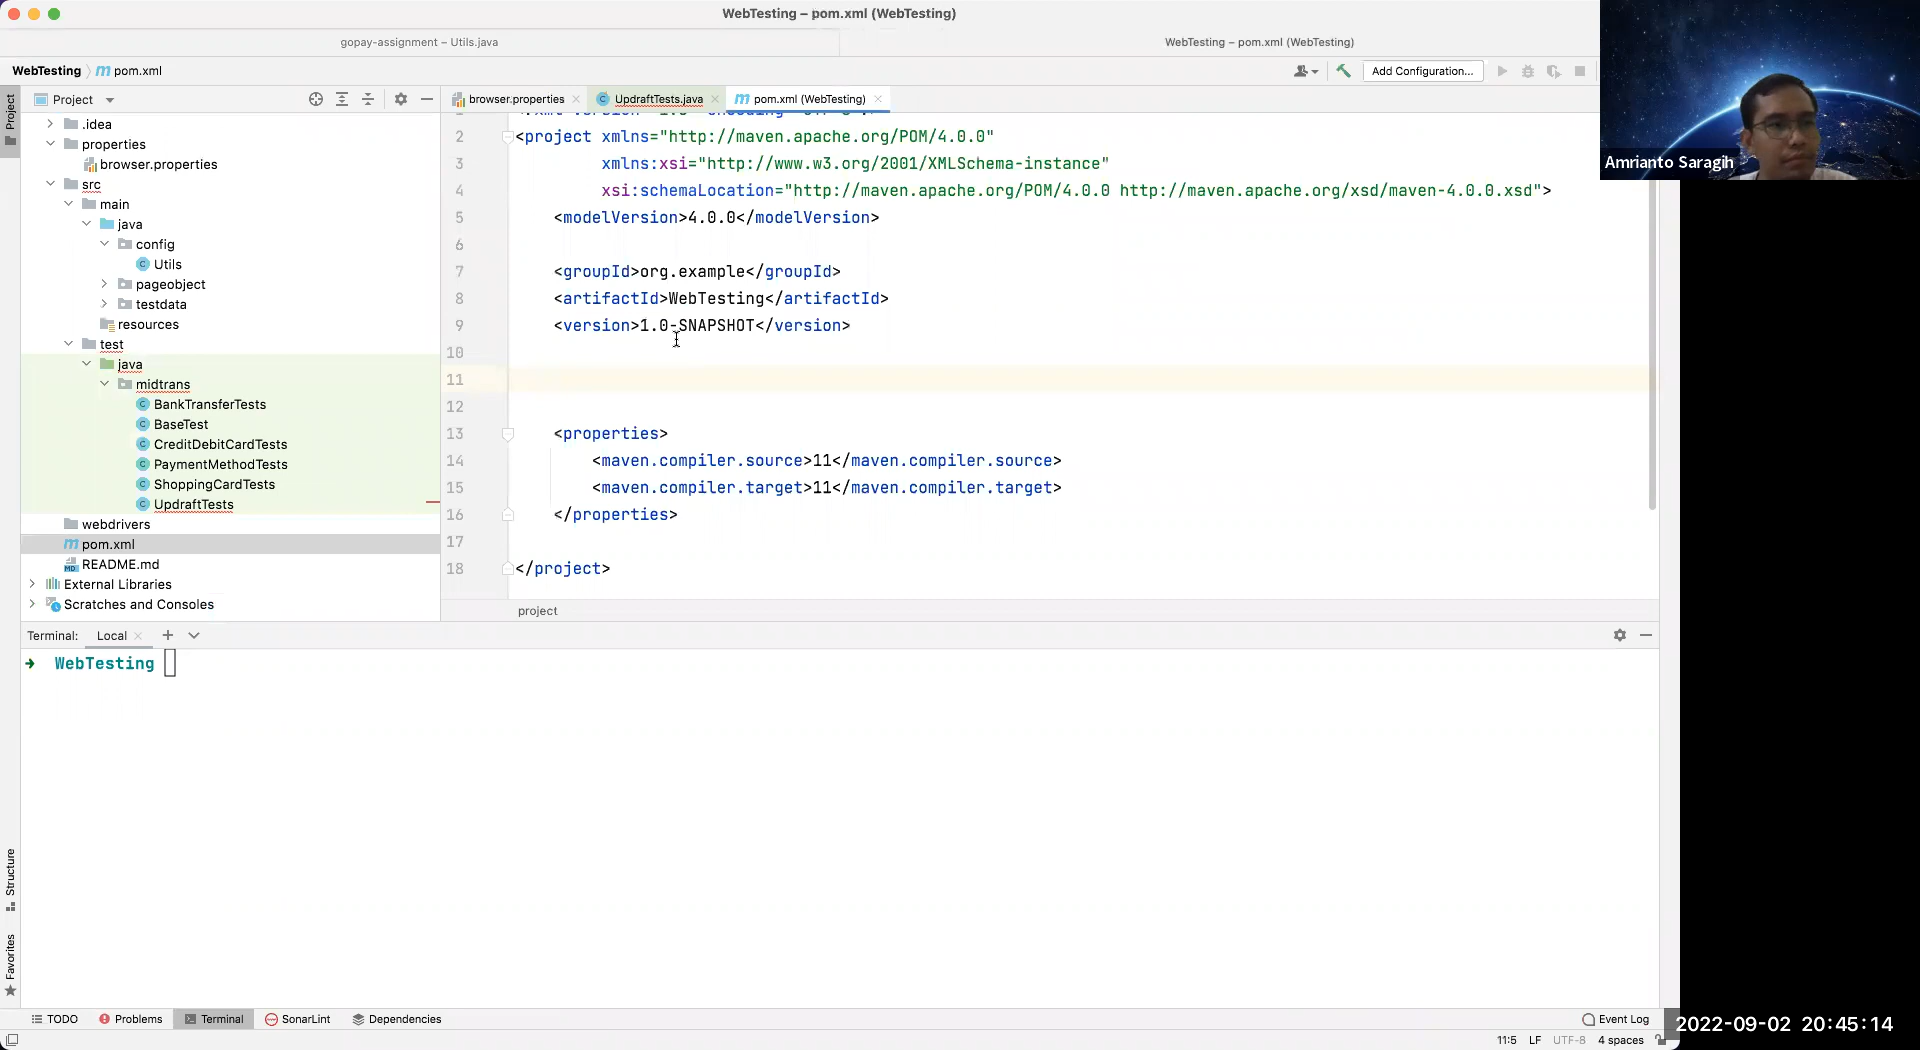 WebTesting – pom.xml (WebTesting)
gopay-assignment – Utils.java
WebTesting – pom.xml (WebTesting)
WebTesting
pom.xml
Add Configuration...
Project
Project
browser.properties
UpdraftTests.java
pom.xml (WebTesting)
.idea
properties
browser.properties
src
main
java
config
Utils
pageobject
testdata
resources
test
java
midtrans
BankTransferTests
BaseTest
CreditDebitCardTests
PaymentMethodTests
ShoppingCardTests
UpdraftTests
webdrivers
pom.xml
README.md
External Libraries
Scratches and Consoles
2 <project xmlns="http://maven.apache.org/POM/4.0.0"
3 xmlns:xsi="http://www.w3.org/2001/XMLSchema-instance"
4 xsi:schemaLocation="http://maven.apache.org/POM/4.0.0 http://maven.apache.org/xsd/maven-4.0.0.xsd">
5 <modelVersion>4.0.0</modelVersion>
6
7 <groupId>org.example</groupId>
8 <artifactId>WebTesting</artifactId>
9 <version>1.0-SNAPSHOT</version>
10
11
12
13 <properties>
14 <maven.compiler.source>11</maven.compiler.source>
15 <maven.compiler.target>11</maven.compiler.target>
16 </properties>
17
18 </project>
project
Amrianto Saragih
Terminal: Local
WebTesting
Structure
Favorites
TODO
Problems
Terminal
SonarLint
Dependencies
Event Log
11:5 LF UTF-8 4 spaces
2022-09-02 20:45:14